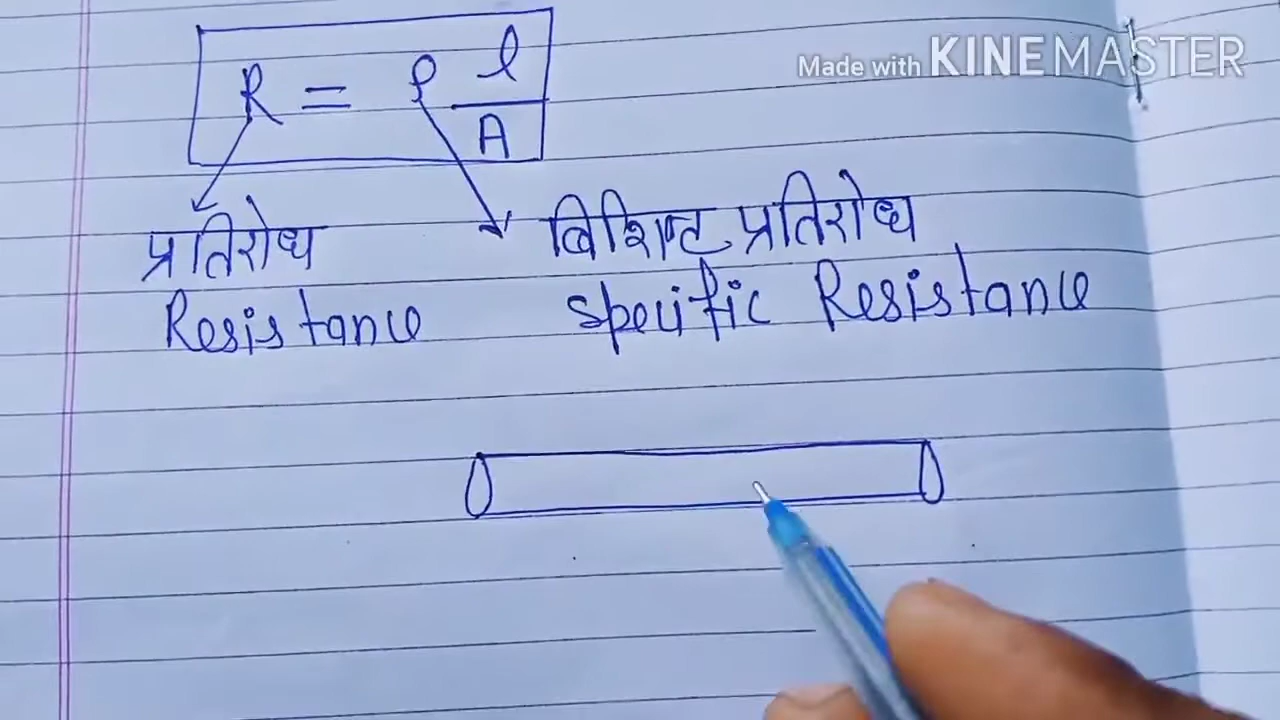 Made with KINEMASTER
R = ρ l/A
प्रतिरोध विशिष्ट प्रतिरोध
Resistance specific Resistance